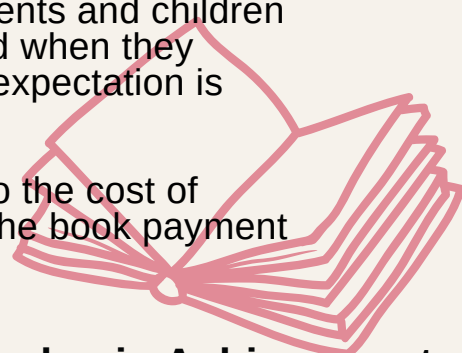 ents and children
d when they
expectation is
o the cost of
he book payment